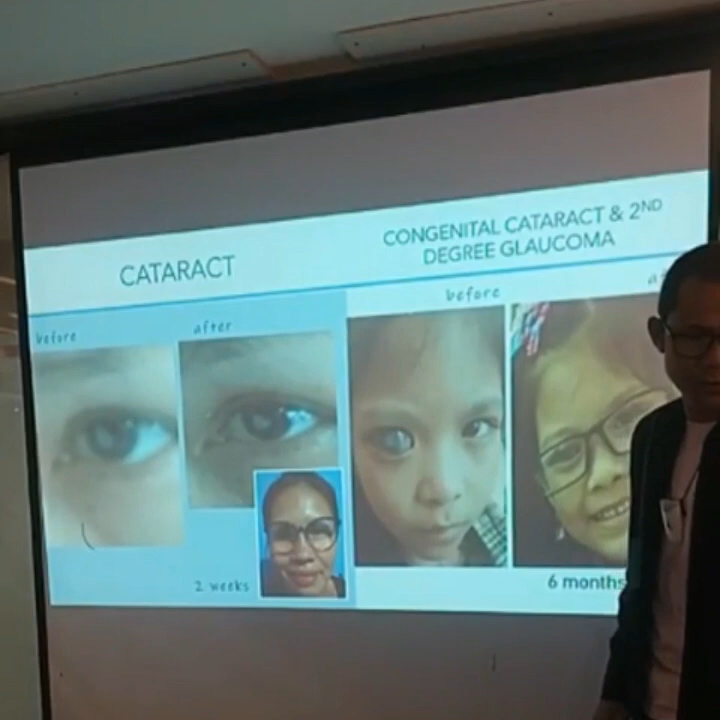 CATARACT
CONGENITAL CATARACT & 2ND
DEGREE GLAUCOMA
before
after
before
2 weeks
6 months